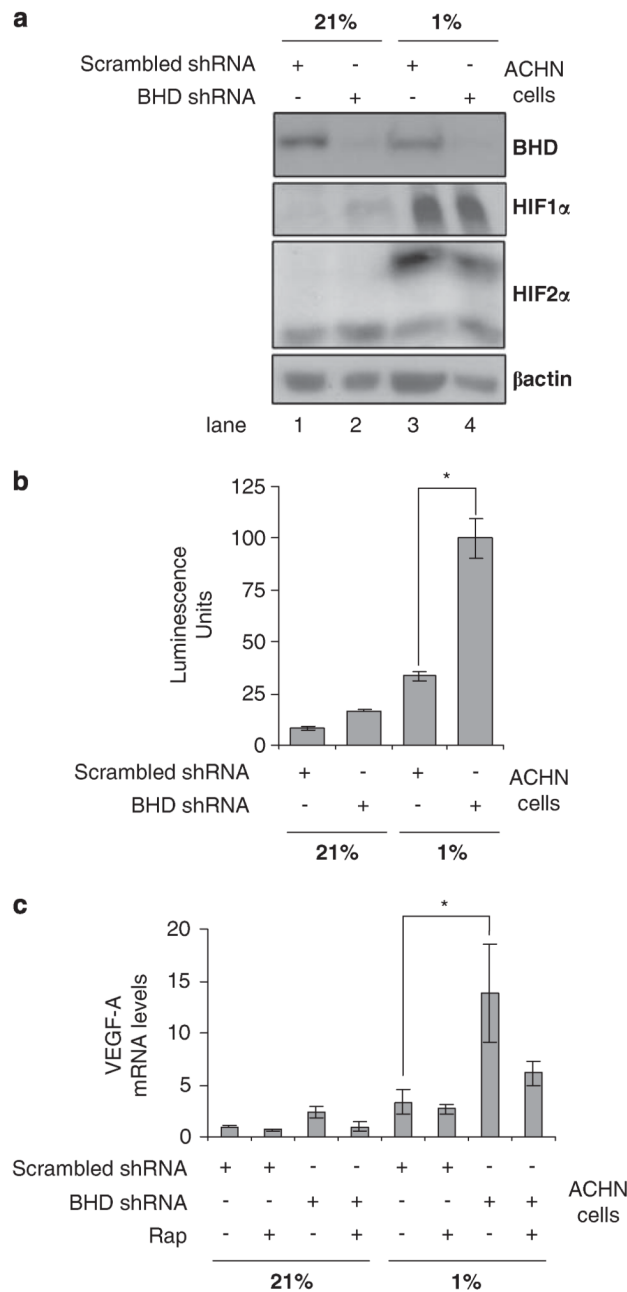 a
21% 1%
Scrambled shRNA + - + - ACHN
BHD shRNA - + - + cells
BHD
HIF1α
HIF2α
βactin
lane 1 2 3 4
b
*
125
100
75
50
25
0
Luminescence
Units
Scrambled shRNA + - + - ACHN
BHD shRNA - + - + cells
21% 1%
c
*
20
15
10
5
0
VEGF-A
mRNA levels
Scrambled shRNA + + - - + + - -
BHD shRNA - - + + - - + + ACHN
Rap - + - + - + - + cells
21% 1%